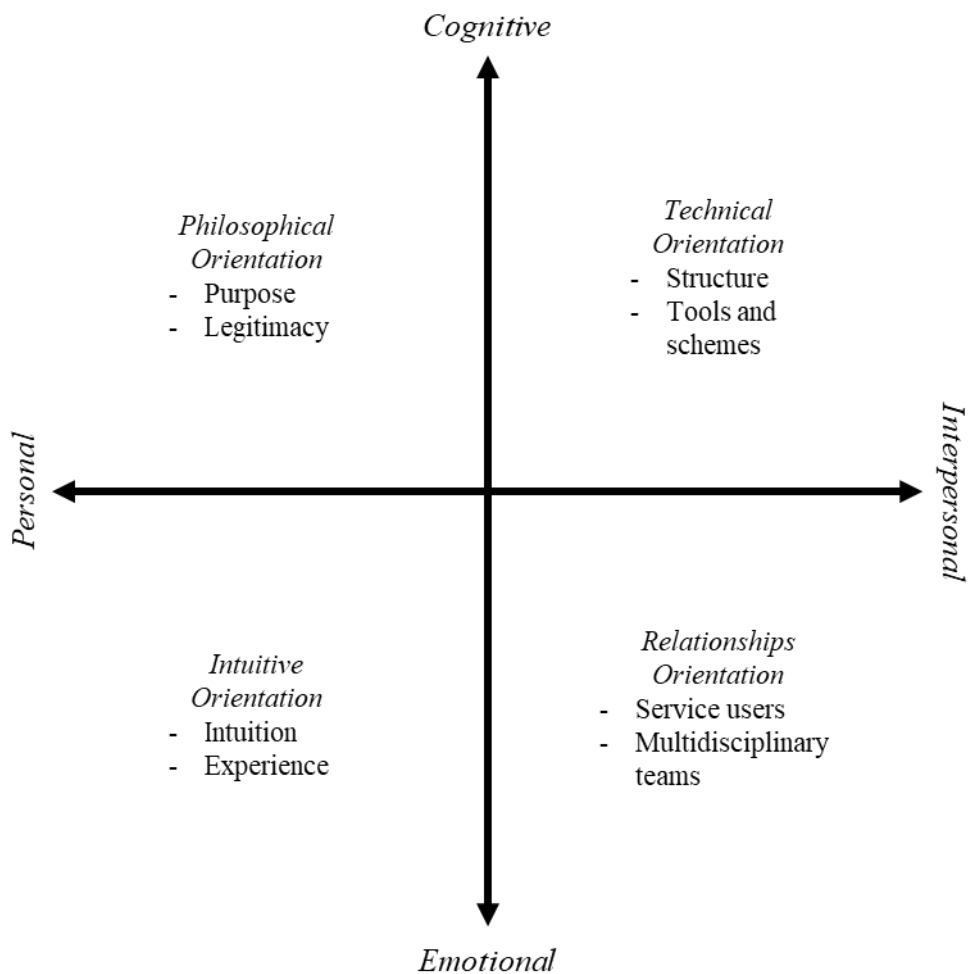 Cognitive
Philosophical
Orientation
- Purpose
- Legitimacy
Technical
Orientation
- Structure
- Tools and
schemes
Personal
Interpersonal
Intuitive
Orientation
- Intuition
- Experience
Relationships
Orientation
- Service users
- Multidisciplinary
teams
Emotional